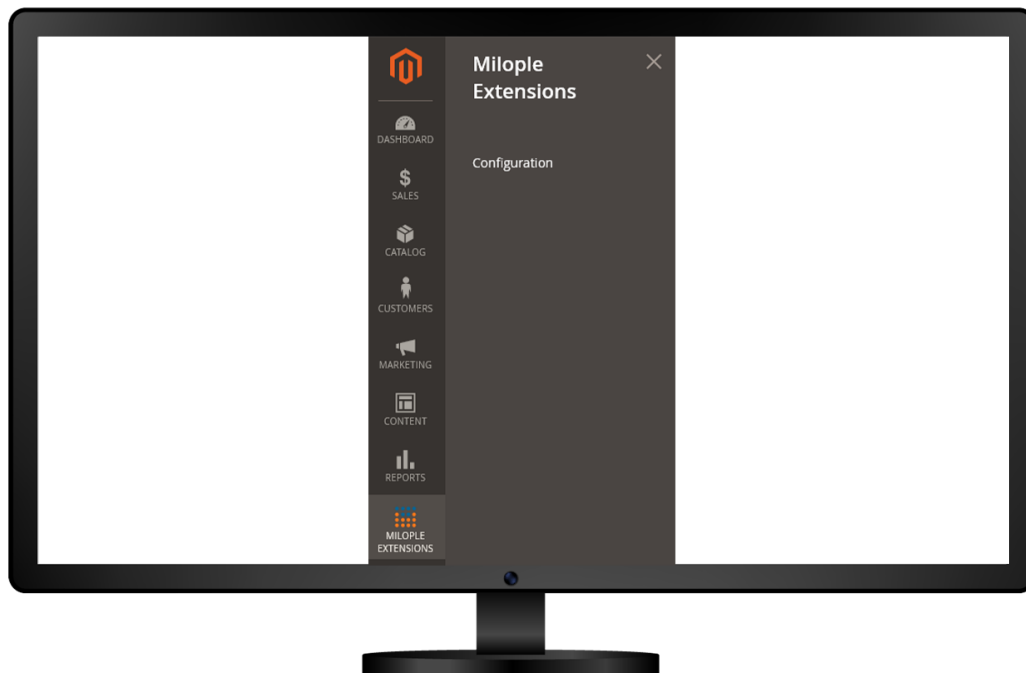 DASHBOARD
SALES
CATALOG
CUSTOMERS
MARKETING
CONTENT
REPORTS
MILOPLE
EXTENSIONS
Milople
Extensions
Configuration